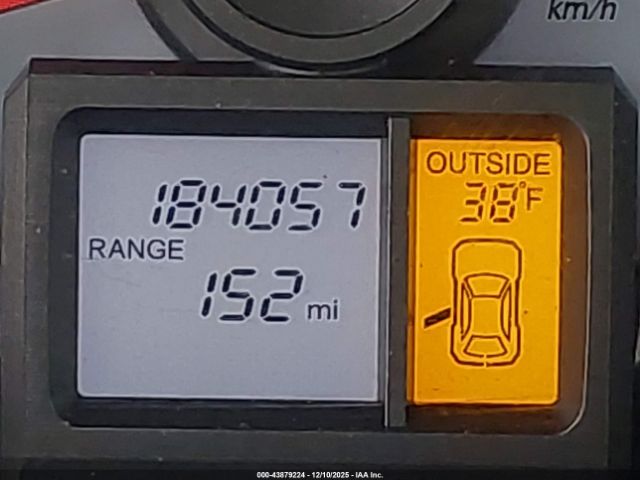 km/h
184057
RANGE
152 mi
OUTSIDE
38°F
000-43879224 - 12/10/2025 - IAA Inc.